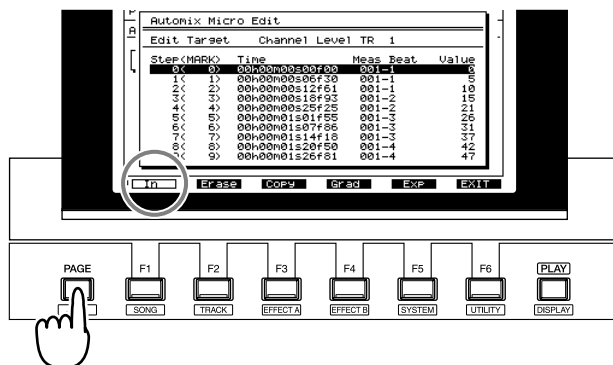 Automix Micro Edit
Edit Target Channel Level TR 1
Step(MARK) Time Meas Beat Value
0( 0) 00h00m00s00f00 001-1 0
1( 1) 00h00m00s06f30 001-1 5
2( 2) 00h00m00s12f61 001-1 10
3( 3) 00h00m00s18f93 001-2 15
4( 4) 00h00m00s25f25 001-2 21
5( 5) 00h00m01s01f55 001-3 26
6( 6) 00h00m01s07f86 001-3 31
7( 7) 00h00m01s14f18 001-3 37
8( 8) 00h00m01s20f50 001-4 42
9) 00h00m01s26f81 001-4 47
In Erase Copy Grad Exp EXIT
PAGE F1 F2 F3 F4 F5 F6 PLAY
SONG TRACK EFFECT A EFFECT B SYSTEM UTILITY DISPLAY